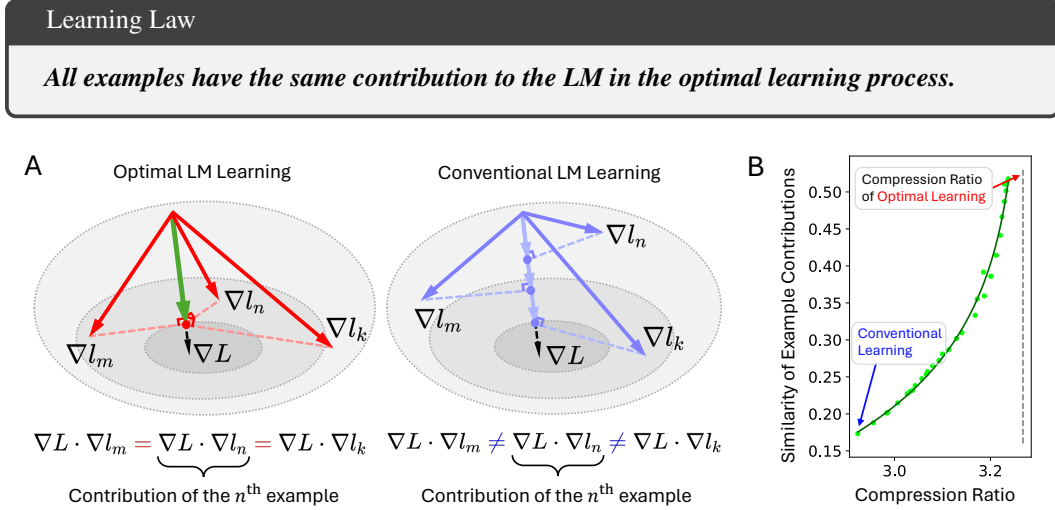 Learning Law
All examples have the same contribution to the LM in the optimal learning process.
A
Optimal LM Learning
∇l_m
∇l_n
∇l_k
∇L
∇L · ∇l_m = ∇L · ∇l_n = ∇L · ∇l_k
Contribution of the n^th example
Conventional LM Learning
∇l_n
∇l_m
∇l_k
∇L
∇L · ∇l_m ≠ ∇L · ∇l_n ≠ ∇L · ∇l_k
Contribution of the n^th example
B
Similarity of Example Contributions
0.50
0.45
0.40
0.35
0.30
0.25
0.20
0.15
Compression Ratio
of Optimal Learning
Conventional
Learning
3.0
3.2
Compression Ratio